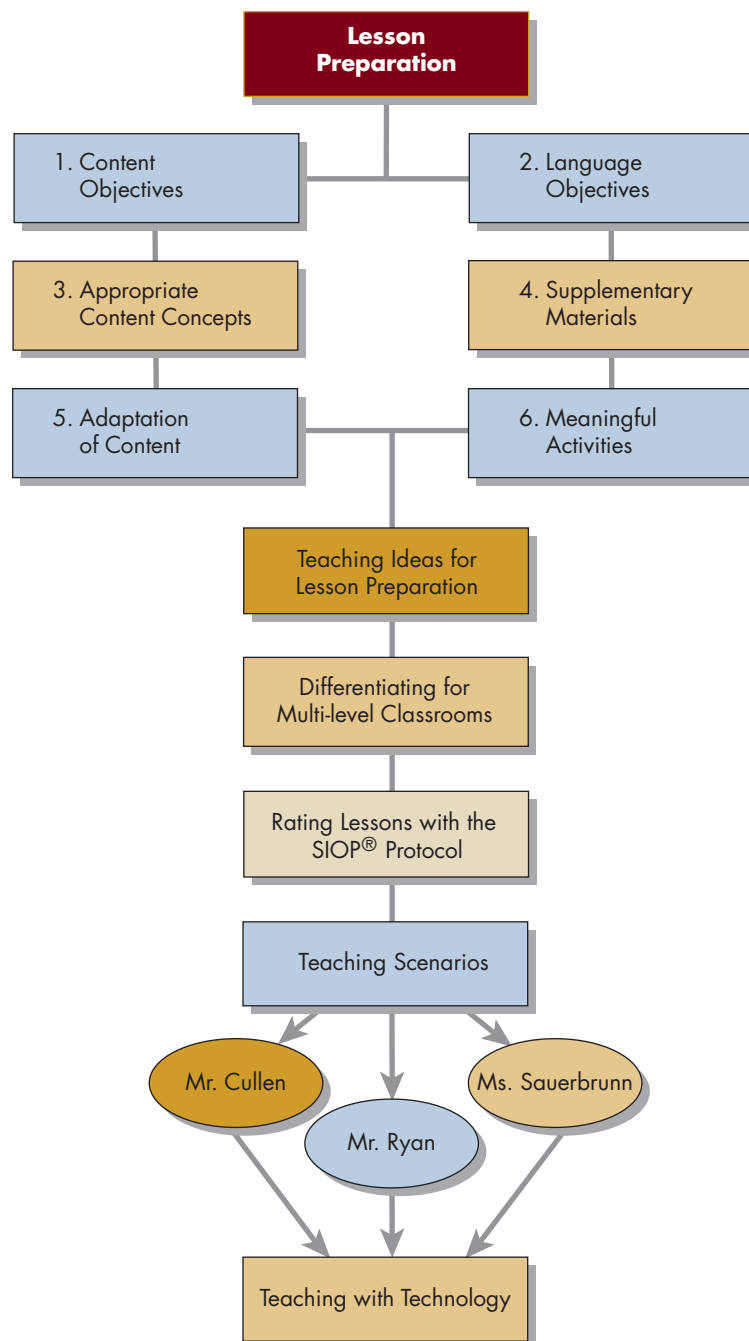 Lesson
Preparation
1. Content
Objectives
2. Language
Objectives
3. Appropriate
Content Concepts
4. Supplementary
Materials
5. Adaptation
of Content
6. Meaningful
Activities
Teaching Ideas for
Lesson Preparation
Differentiating for
Multi-level Classrooms
Rating Lessons with the
SIOP® Protocol
Teaching Scenarios
Mr. Cullen
Ms. Sauerbrunn
Mr. Ryan
Teaching with Technology